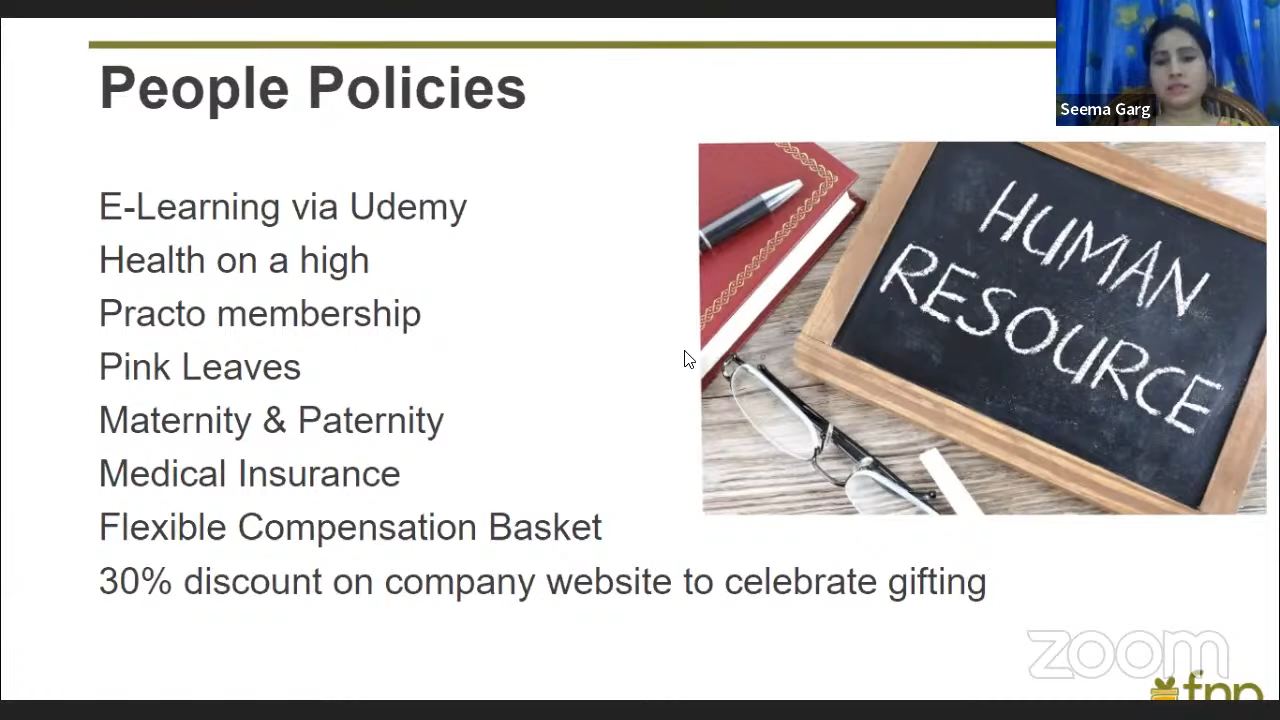 People Policies
Seema Garg
E-Learning via Udemy
Health on a high
Practo membership
Pink Leaves
Maternity & Paternity
Medical Insurance
Flexible Compensation Basket
30% discount on company website to celebrate gifting
HUMAN
RESOURCE
zoom
fnp